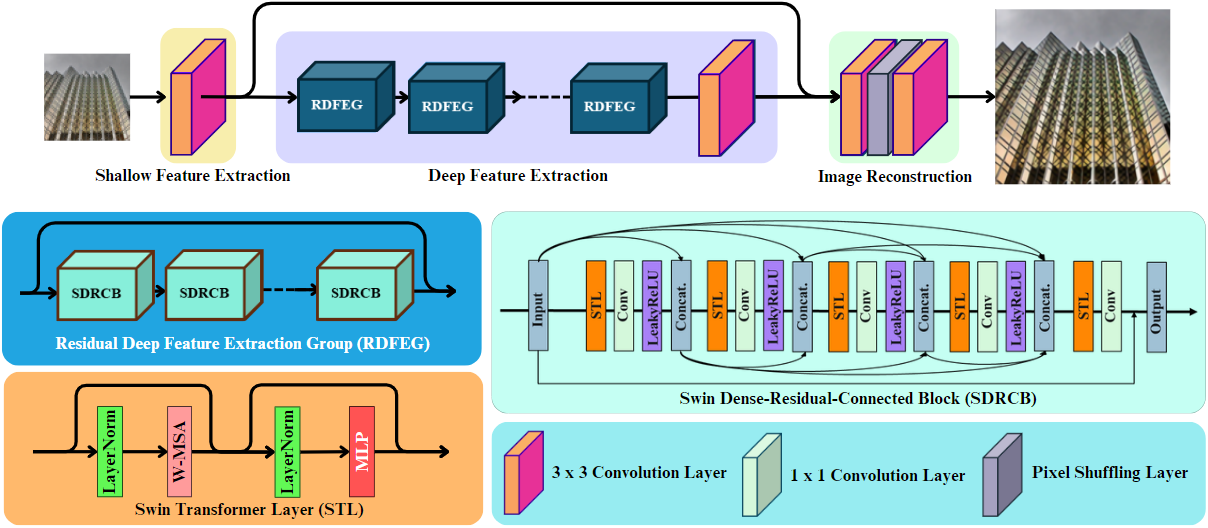 RDFEG
RDFEG
RDFEG
Shallow Feature Extraction
Deep Feature Extraction
Image Reconstruction
SDRCB
SDRCB
SDRCB
Residual Deep Feature Extraction Group (RDFEG)
Input
STL
Conv
LeakyReLU
Concat.
STL
Conv
LeakyReLU
Concat.
STL
Conv
LeakyReLU
Concat.
STL
Conv
LeakyReLU
Concat.
STL
Conv
Output
Swin Dense-Residual-Connected Block (SDRCB)
LayerNorm
W-MSA
LayerNorm
MLP
Swin Transformer Layer (STL)
3 x 3 Convolution Layer
1 x 1 Convolution Layer
Pixel Shuffling Layer